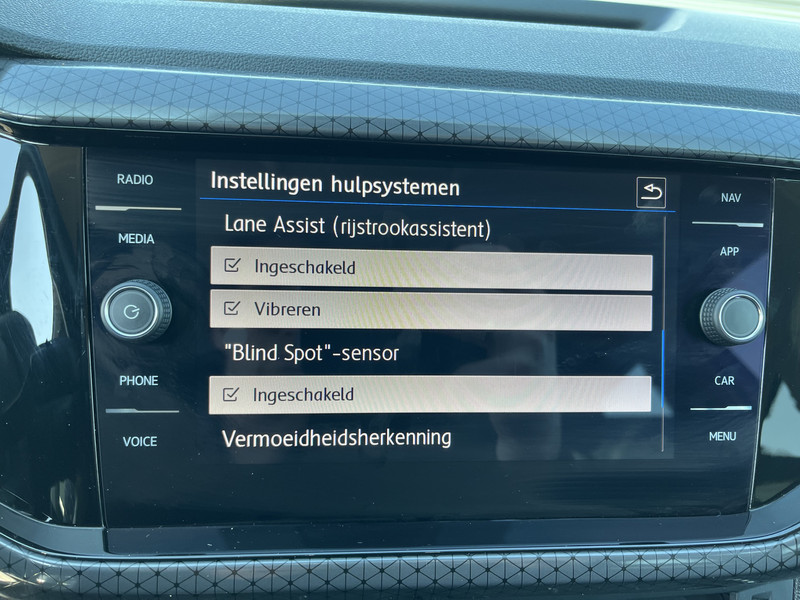 Instellingen hulpsystemen
RADIO
MEDIA
PHONE
VOICE
Lane Assist (rijstrookassistent)
Ingeschakeld
Vibreren
"Blind Spot"-sensor
Ingeschakeld
Vermoeidheidsherkenning
NAV
APP
CAR
MENU